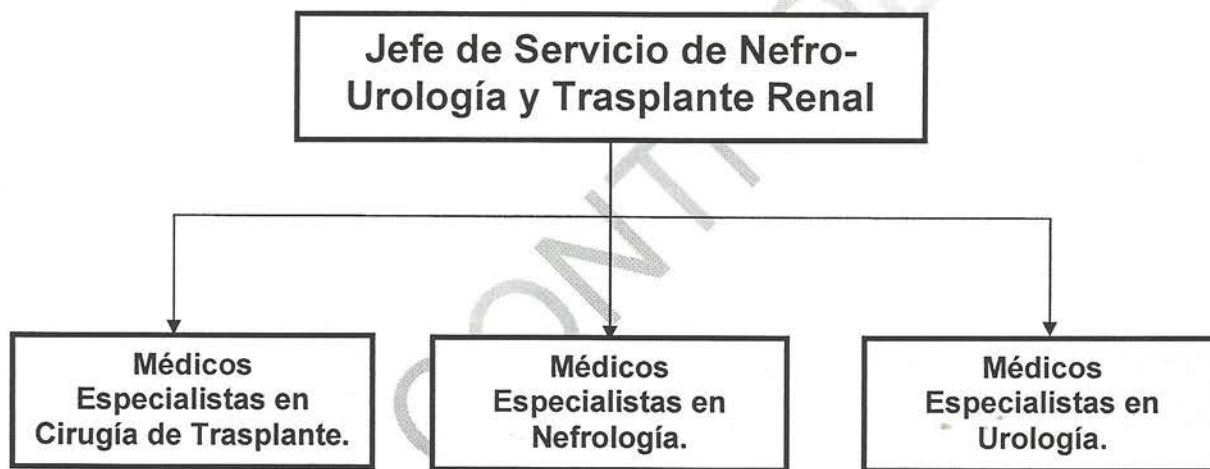 Jefe de Servicio de Nefro-
Urología y Trasplante Renal
Médicos
Especialistas en
Cirugía de Trasplante.
Médicos
Especialistas en
Nefrología.
Médicos
Especialistas en
Urología.